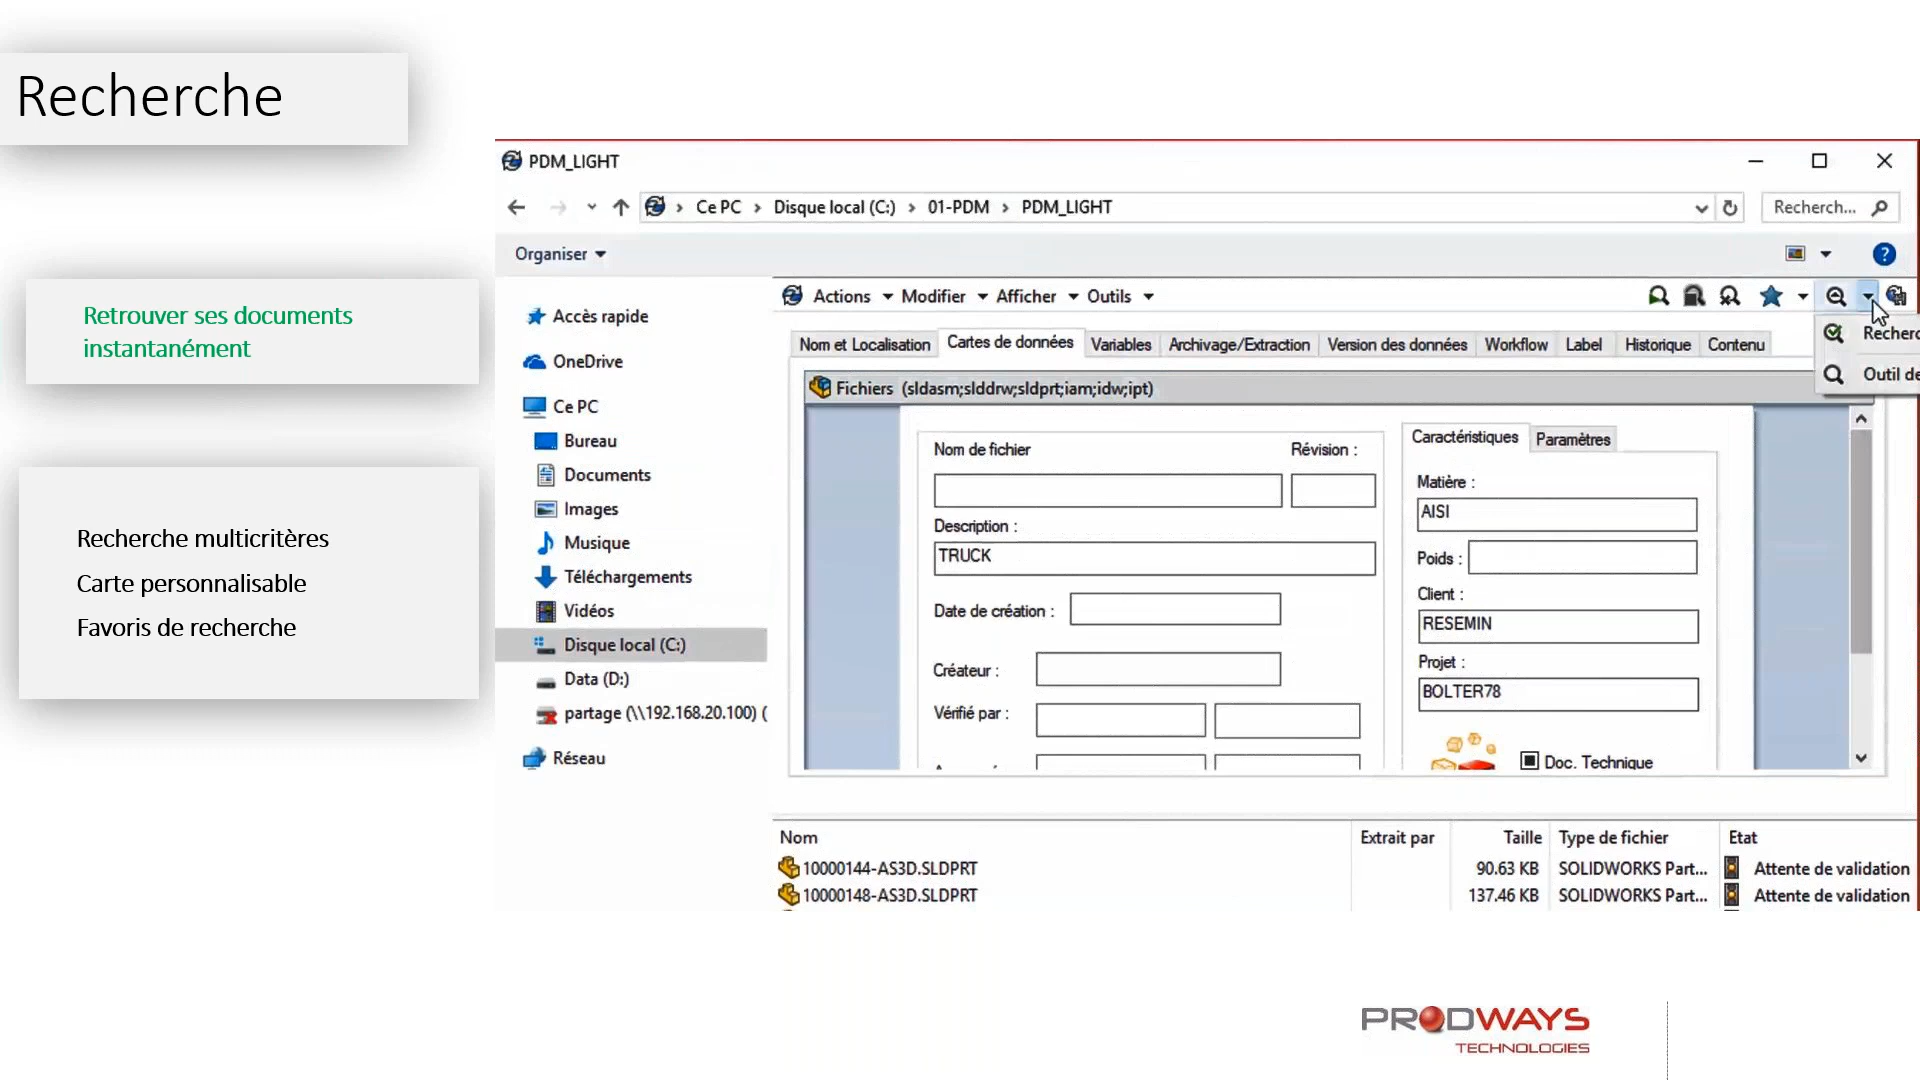 Recherche
Retrouver ses documents
instantanément
Recherche multicritères
Carte personnalisable
Favoris de recherche
PDM_LIGHT
Ce PC > Disque local (C:) > 01-PDM > PDM_LIGHT
Recherch...
Organiser
Accès rapide
OneDrive
Ce PC
Bureau
Documents
Images
Musique
Téléchargements
Vidéos
Disque local (C:)
Data (D:)
partage (\\192.168.20.100) (
Réseau
Actions Modifier Afficher Outils
Recherc
Outil de
Nom et Localisation Cartes de données Variables Archivage/Extraction Version des données Workflow Label Historique Contenu
Fichiers (sldasm;slddrw;sldprt;iam;idw;ipt)
Nom de fichier Révision :
Description :
TRUCK
Date de création :
Créateur :
Vérifié par :
Caractéristiques Paramètres
Matière :
AISI
Poids :
Client :
RESEMIN
Projet :
BOLTER78
Doc. Technique
Nom Extrait par Taille Type de fichier Etat
10000144-AS3D.SLDPRT 90.63 KB SOLIDWORKS Part... Attente de validation
10000148-AS3D.SLDPRT 137.46 KB SOLIDWORKS Part... Attente de validation
PRODWAYS
TECHNOLOGIES